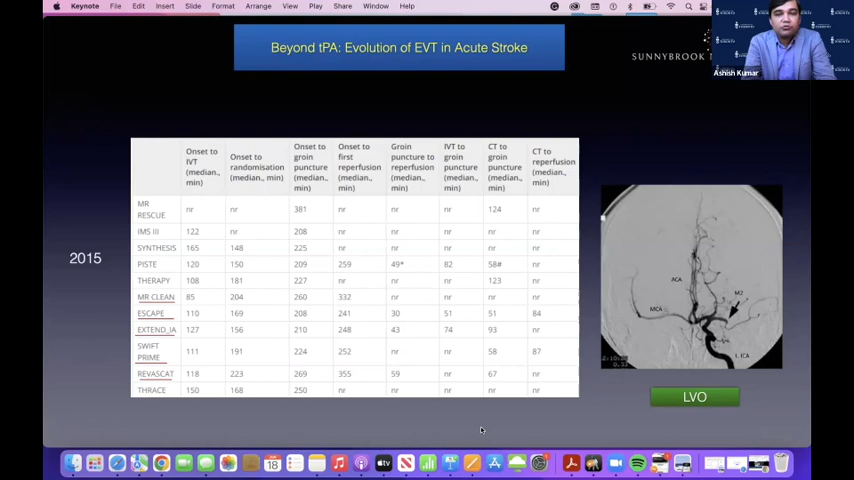 Keynote File Edit Insert Slide Format Arrange View Play Share Window Help
Beyond tPA: Evolution of EVT in Acute Stroke
SUNNYBROOK
Ashish Kumar
2015
Onset to IVT (median., min) Onset to randomisation (median, min) Onset to groin puncture (median., min) Onset to first reperfusion (median., min) Groin puncture to reperfusion (median., min) IVT to groin puncture (median., min) CT to groin puncture (median., min) CT to reperfusion (median., min)
MR RESCUE nr nr 381 nr nr nr 124 nr
IMS III 122 nr 208 nr nr nr nr nr
SYNTHESIS 165 148 225 nr nr nr nr nr
PISTE 120 150 209 259 49* 82 58# nr
THERAPY 108 181 227 nr nr nr 123 nr
MR CLEAN 85 204 260 332 nr nr nr nr
ESCAPE 110 169 208 241 30 51 51 84
EXTEND_IA 127 156 210 248 43 74 93 nr
SWIFT PRIME 111 191 224 252 nr nr 58 87
REVASCAT 118 223 269 355 59 nr 67 nr
THRACE 150 168 250 nr nr nr nr nr
ACA
M2
MCA
L ICA
LVO